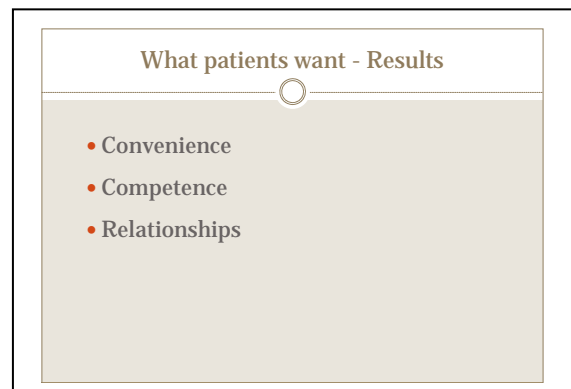 What patients want - Results
• Convenience
• Competence
• Relationships